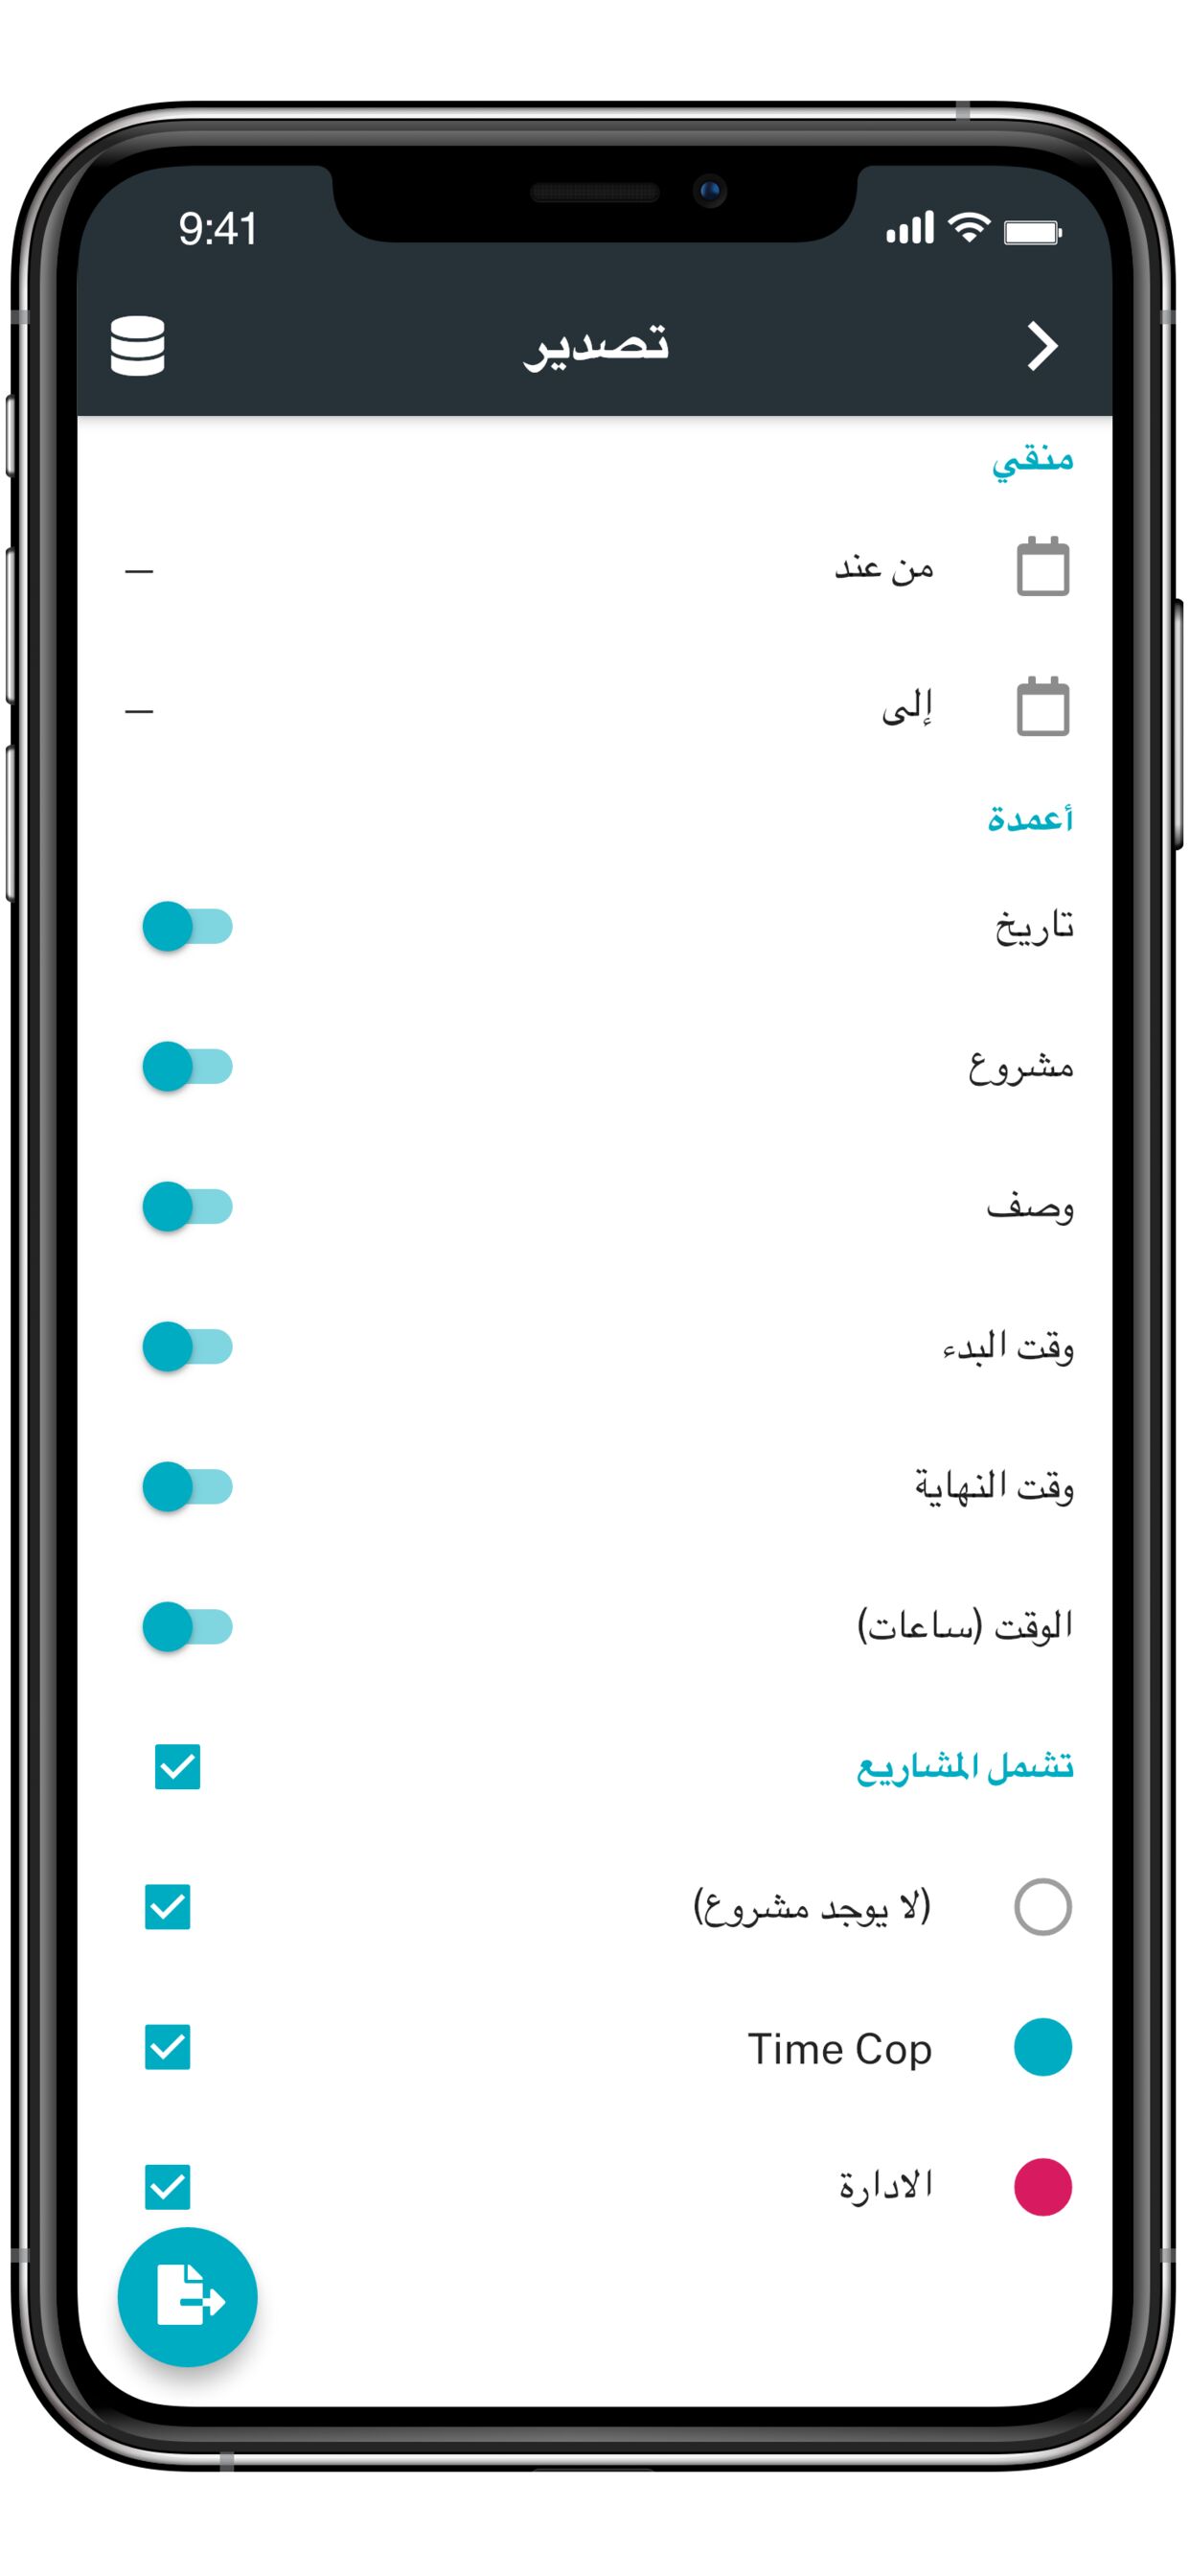 9:41
تصدير
منقي
من عند
—
إلى
—
أعمدة
تاريخ
مشروع
وصف
وقت البدء
وقت النهاية
الوقت (ساعات)
تشمل المشاريع
(لا يوجد مشروع)
Time Cop
الادارة